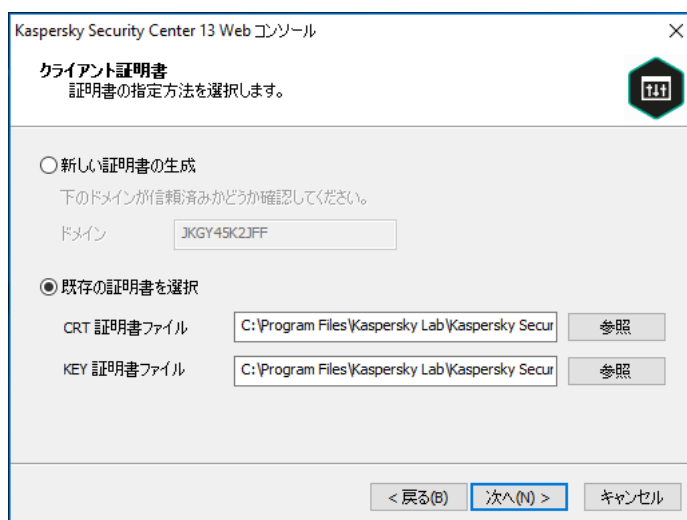 Kaspersky Security Center 13 Web コンソール
クライアント証明書
証明書の指定方法を選択します。
新しい証明書の生成
下のドメインが信頼済みかどうか確認してください。
ドメイン JKGY45K2JFF
既存の証明書を選択
CRT 証明書ファイル C:\Program Files\Kaspersky Lab\Kaspersky Secur 参照
KEY 証明書ファイル C:\Program Files\Kaspersky Lab\Kaspersky Secur 参照
< 戻る(B) 次へ(N) > キャンセル